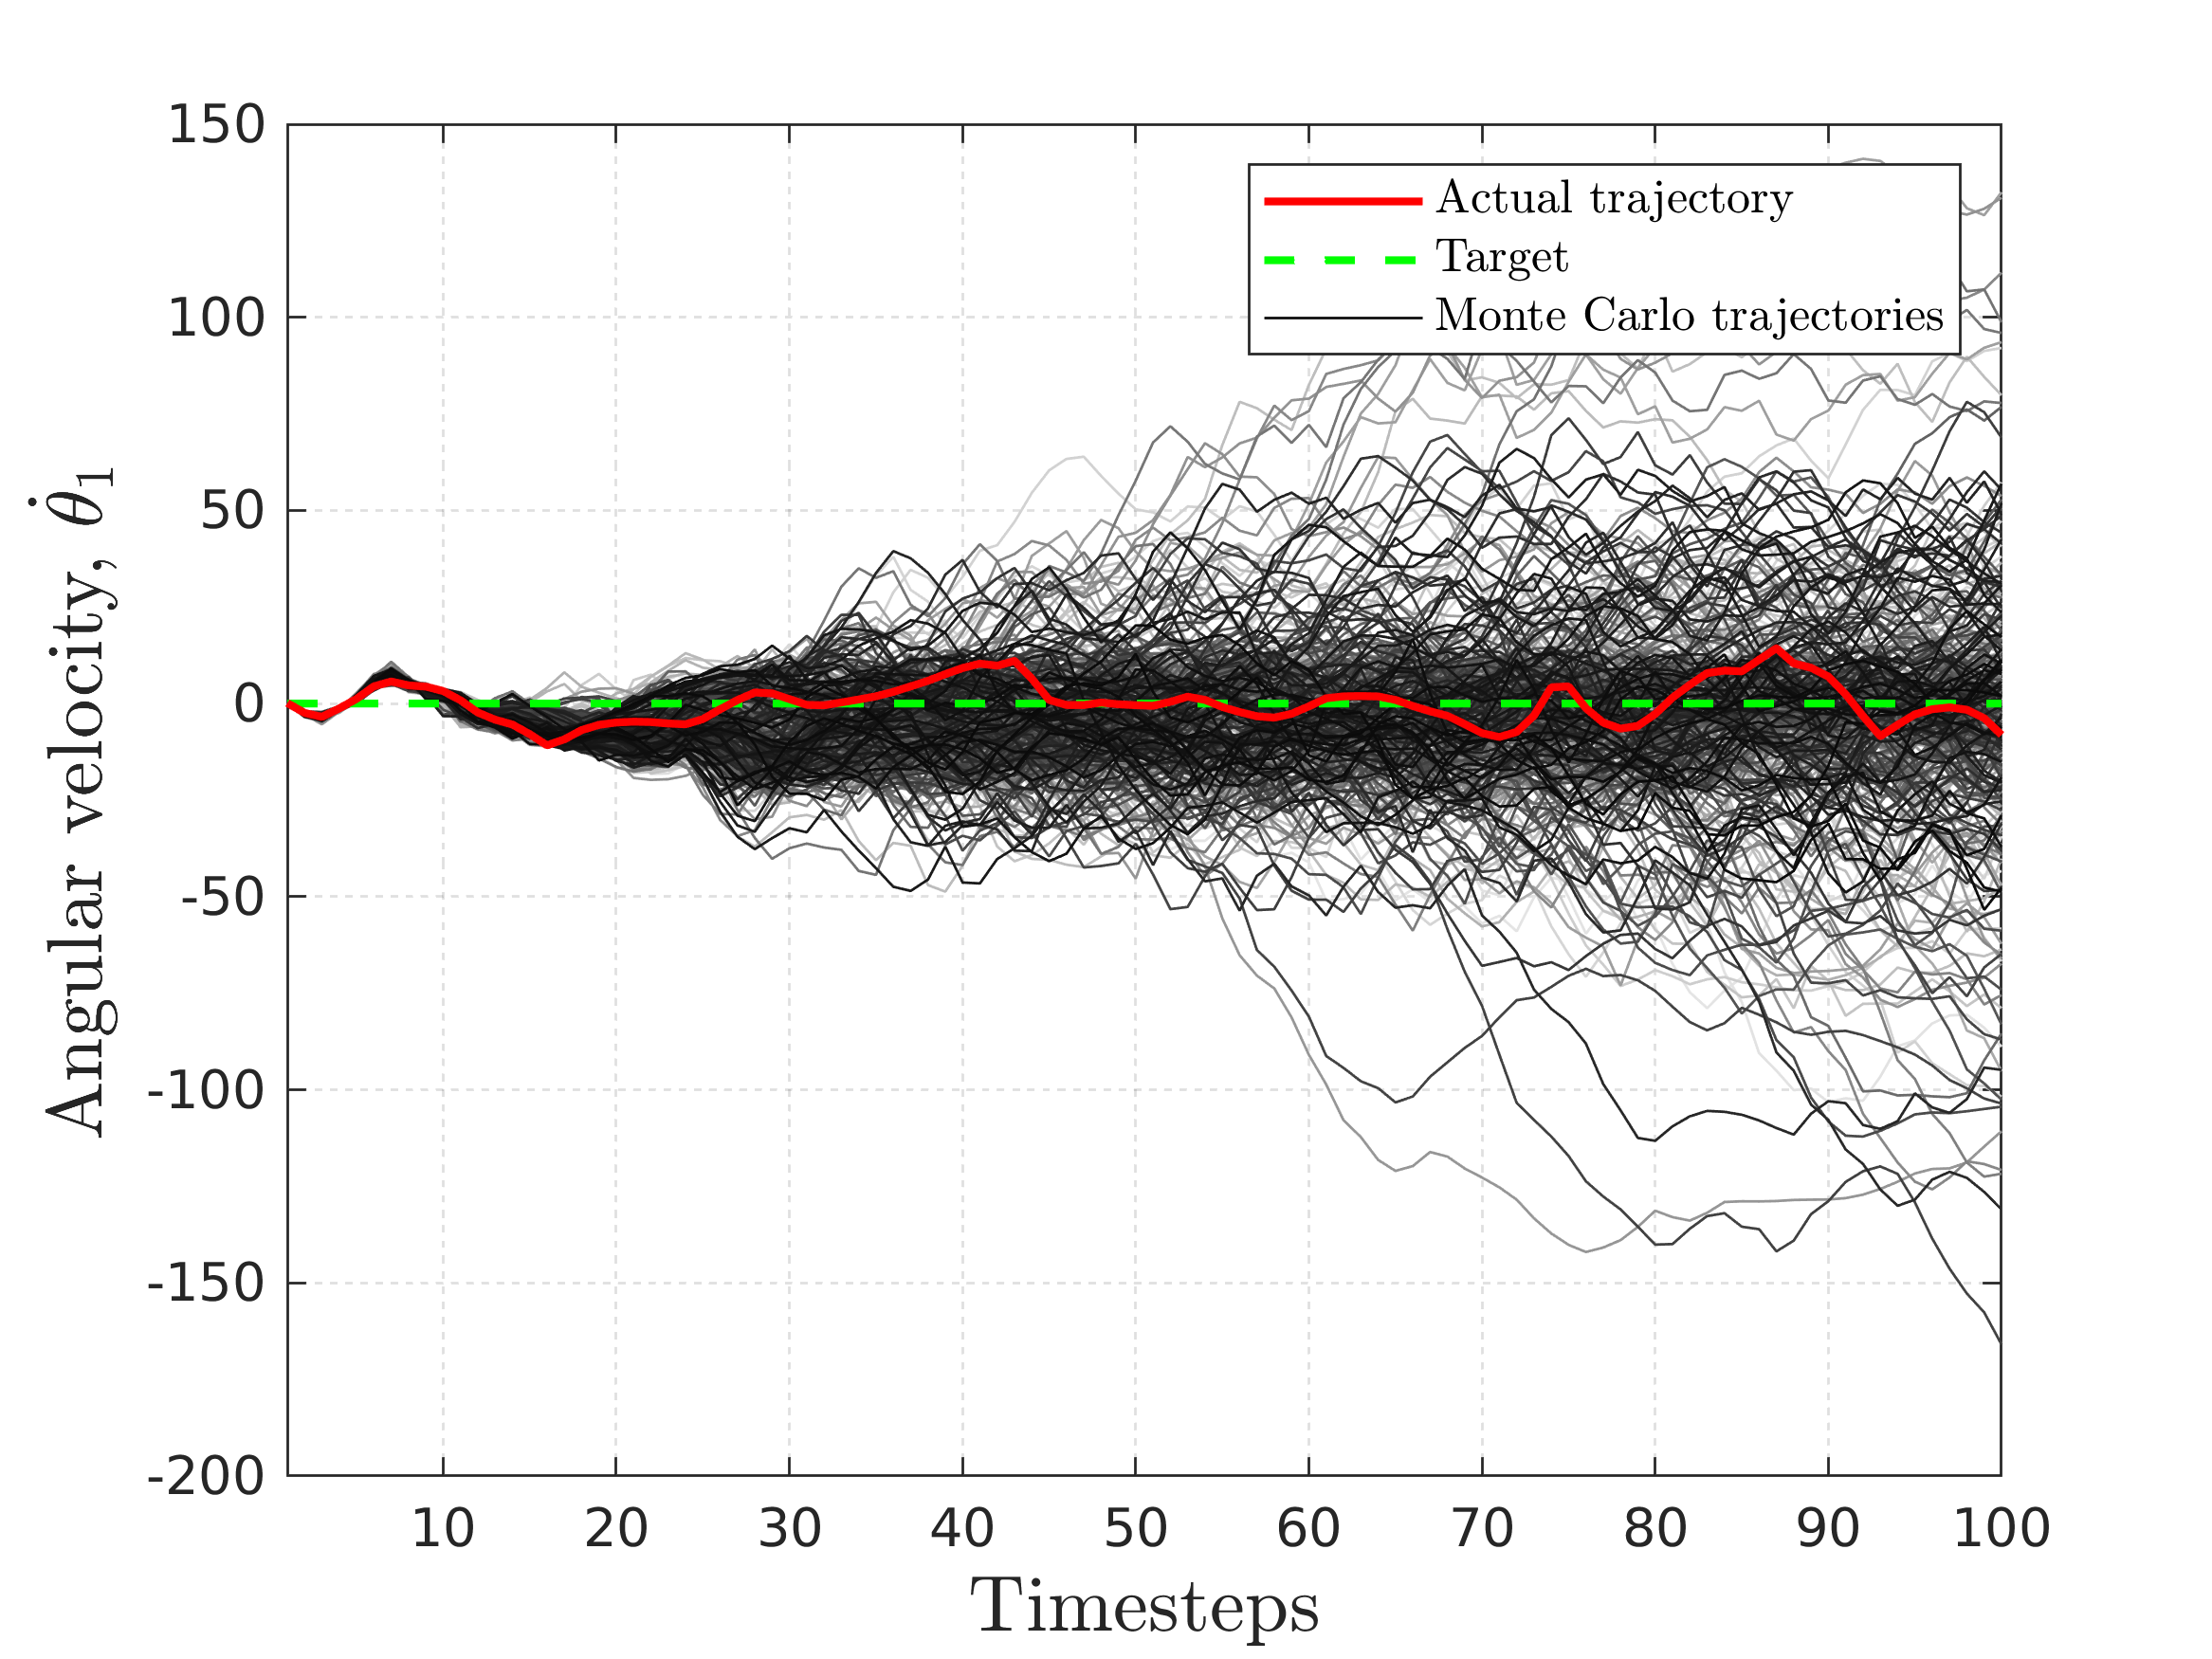 150
100
50
0
-50
-100
-150
-200
Angular velocity, θ̇₁
Actual trajectory
Target
Monte Carlo trajectories
10 20 30 40 50 60 70 80 90 100
Timesteps